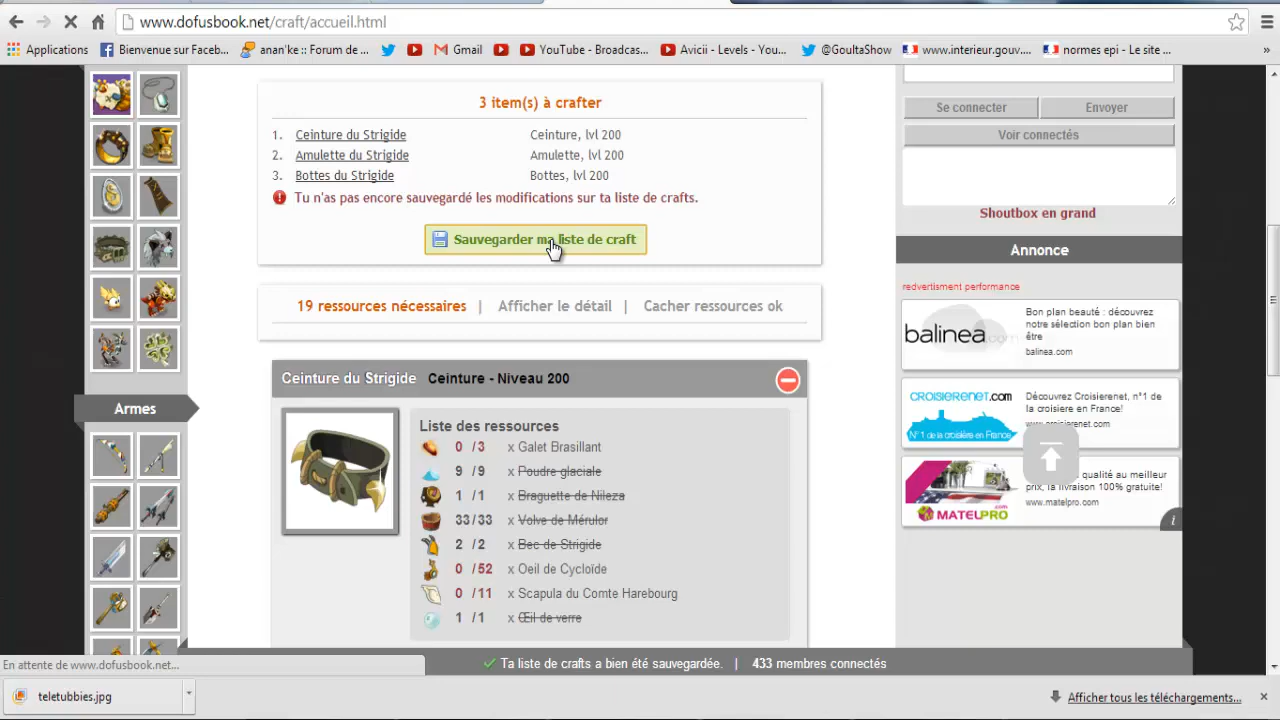 www.dofusbook.net/craft/accueil.html
Applications
Bienvenue sur Faceb...
anan'ke :: Forum de ...
Gmail
YouTube - Broadcas...
Avicii - Levels - You...
@GoultaShow
www.interieur.gouv....
normes epi - Le site ...
»
3 item(s) à crafter
1. Ceinture du Strigide Ceinture, lvl 200
2. Amulette du Strigide Amulette, lvl 200
3. Bottes du Strigide Bottes, lvl 200
Tu n'as pas encore sauvegardé les modifications sur ta liste de crafts.
Sauvegarder ma liste de craft
19 ressources nécessaires | Afficher le détail | Cacher ressources ok
Ceinture du Strigide Ceinture - Niveau 200
Liste des ressources
0 /3 x Galet Brasillant
9 /9 x Poudre glaciale
1 /1 x Braguette de Nileza
33/33 x Volve de Mérulor
2 /2 x Bec de Strigide
0 /52 x Oeil de Cycloïde
0 /11 x Scapula du Comte Harebourg
1 /1 x Œil de verre
Armes
Se connecter
Envoyer
Voir connectés
Shoutbox en grand
Annonce
redvertisment performance
balinea.com
Bon plan beauté : découvrez
notre sélection bon plan bien
être
balinea.com
CROISIERENET.com
N°1 de la croisière en France
Découvrez Croisierenet, n°1 de
la croisiere en France!
www.croisierenet.com
MATELPRO
qualité au meilleur
prix, la livraison 100% gratuite!
www.matelpro.com
i
En attente de www.dofusbook.net...
Ta liste de crafts a bien été sauvegardée. | 433 membres connectés
teletubbies.jpg
Afficher tous les téléchargements...